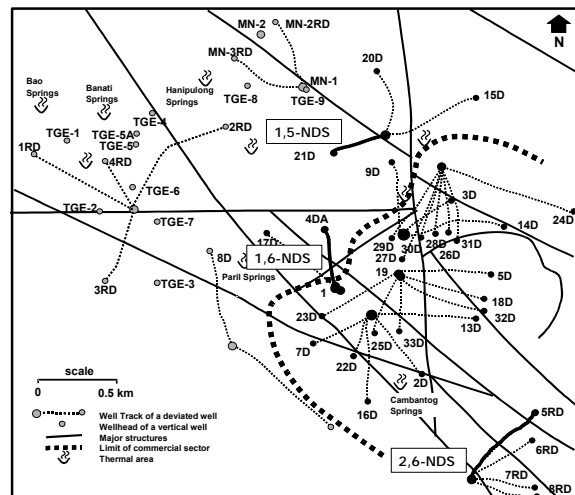 MN-2
MN-2RD
N
MN-3RD
20D
Bao
Springs
Banati
Springs
Hanipulong
Springs
MN-1
TGE-8
TGE-9
15D
TGE-4
TGE-1
TGE-5A
TGE-5
2RD
1,5-NDS
1RD
4RD
21D
9D
TGE-6
3D
TGE-2
TGE-7
4DA
24D
14D
17D
29D
30D
28D
31D
26D
27D
8D
1,6-NDS
Paril Springs
19
5D
3RD
TGE-3
1
18D
32D
23D
13D
33D
25D
7D
22D
2D
scale
0
0.5 km
Cambantog
Springs
16D
5RD
Well Track of a deviated well
Wellhead of a vertical well
Major structures
Limit of commercial sector
Thermal area
6RD
2,6-NDS
7RD
8RD